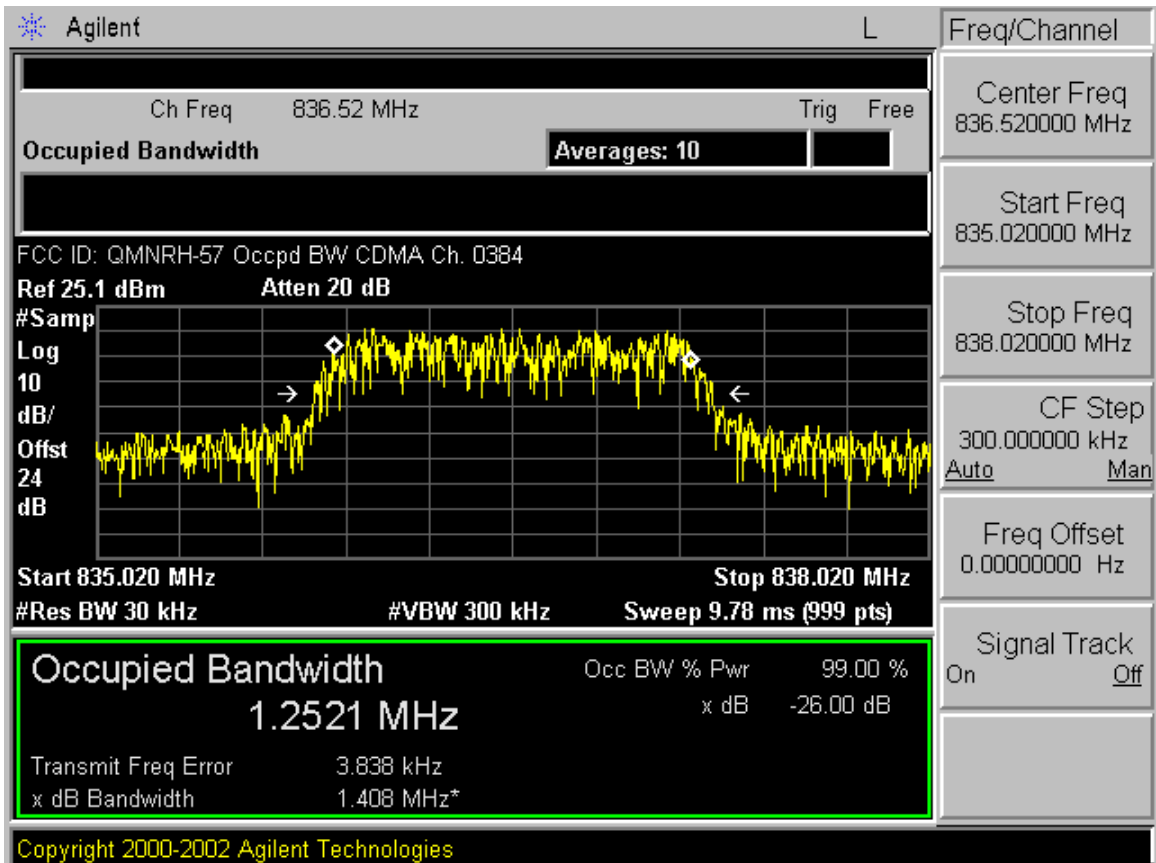 Agilent L
Freq/Channel
Ch Freq 836.52 MHz Trig Free
Occupied Bandwidth Averages: 10
FCC ID: QMNRH-57 Occpd BW CDMA Ch. 0384
Ref 25.1 dBm Atten 20 dB
#Samp
Log
10
dB/
Offst
24
dB
Start 835.020 MHz Stop 838.020 MHz
#Res BW 30 kHz #VBW 300 kHz Sweep 9.78 ms (999 pts)
Occupied Bandwidth Occ BW % Pwr 99.00 %
1.2521 MHz x dB -26.00 dB
Transmit Freq Error 3.838 kHz
x dB Bandwidth 1.408 MHz*
Copyright 2000-2002 Agilent Technologies
Center Freq
836.520000 MHz
Start Freq
835.020000 MHz
Stop Freq
838.020000 MHz
CF Step
300.000000 kHz
Auto Man
Freq Offset
0.00000000 Hz
Signal Track
On Off